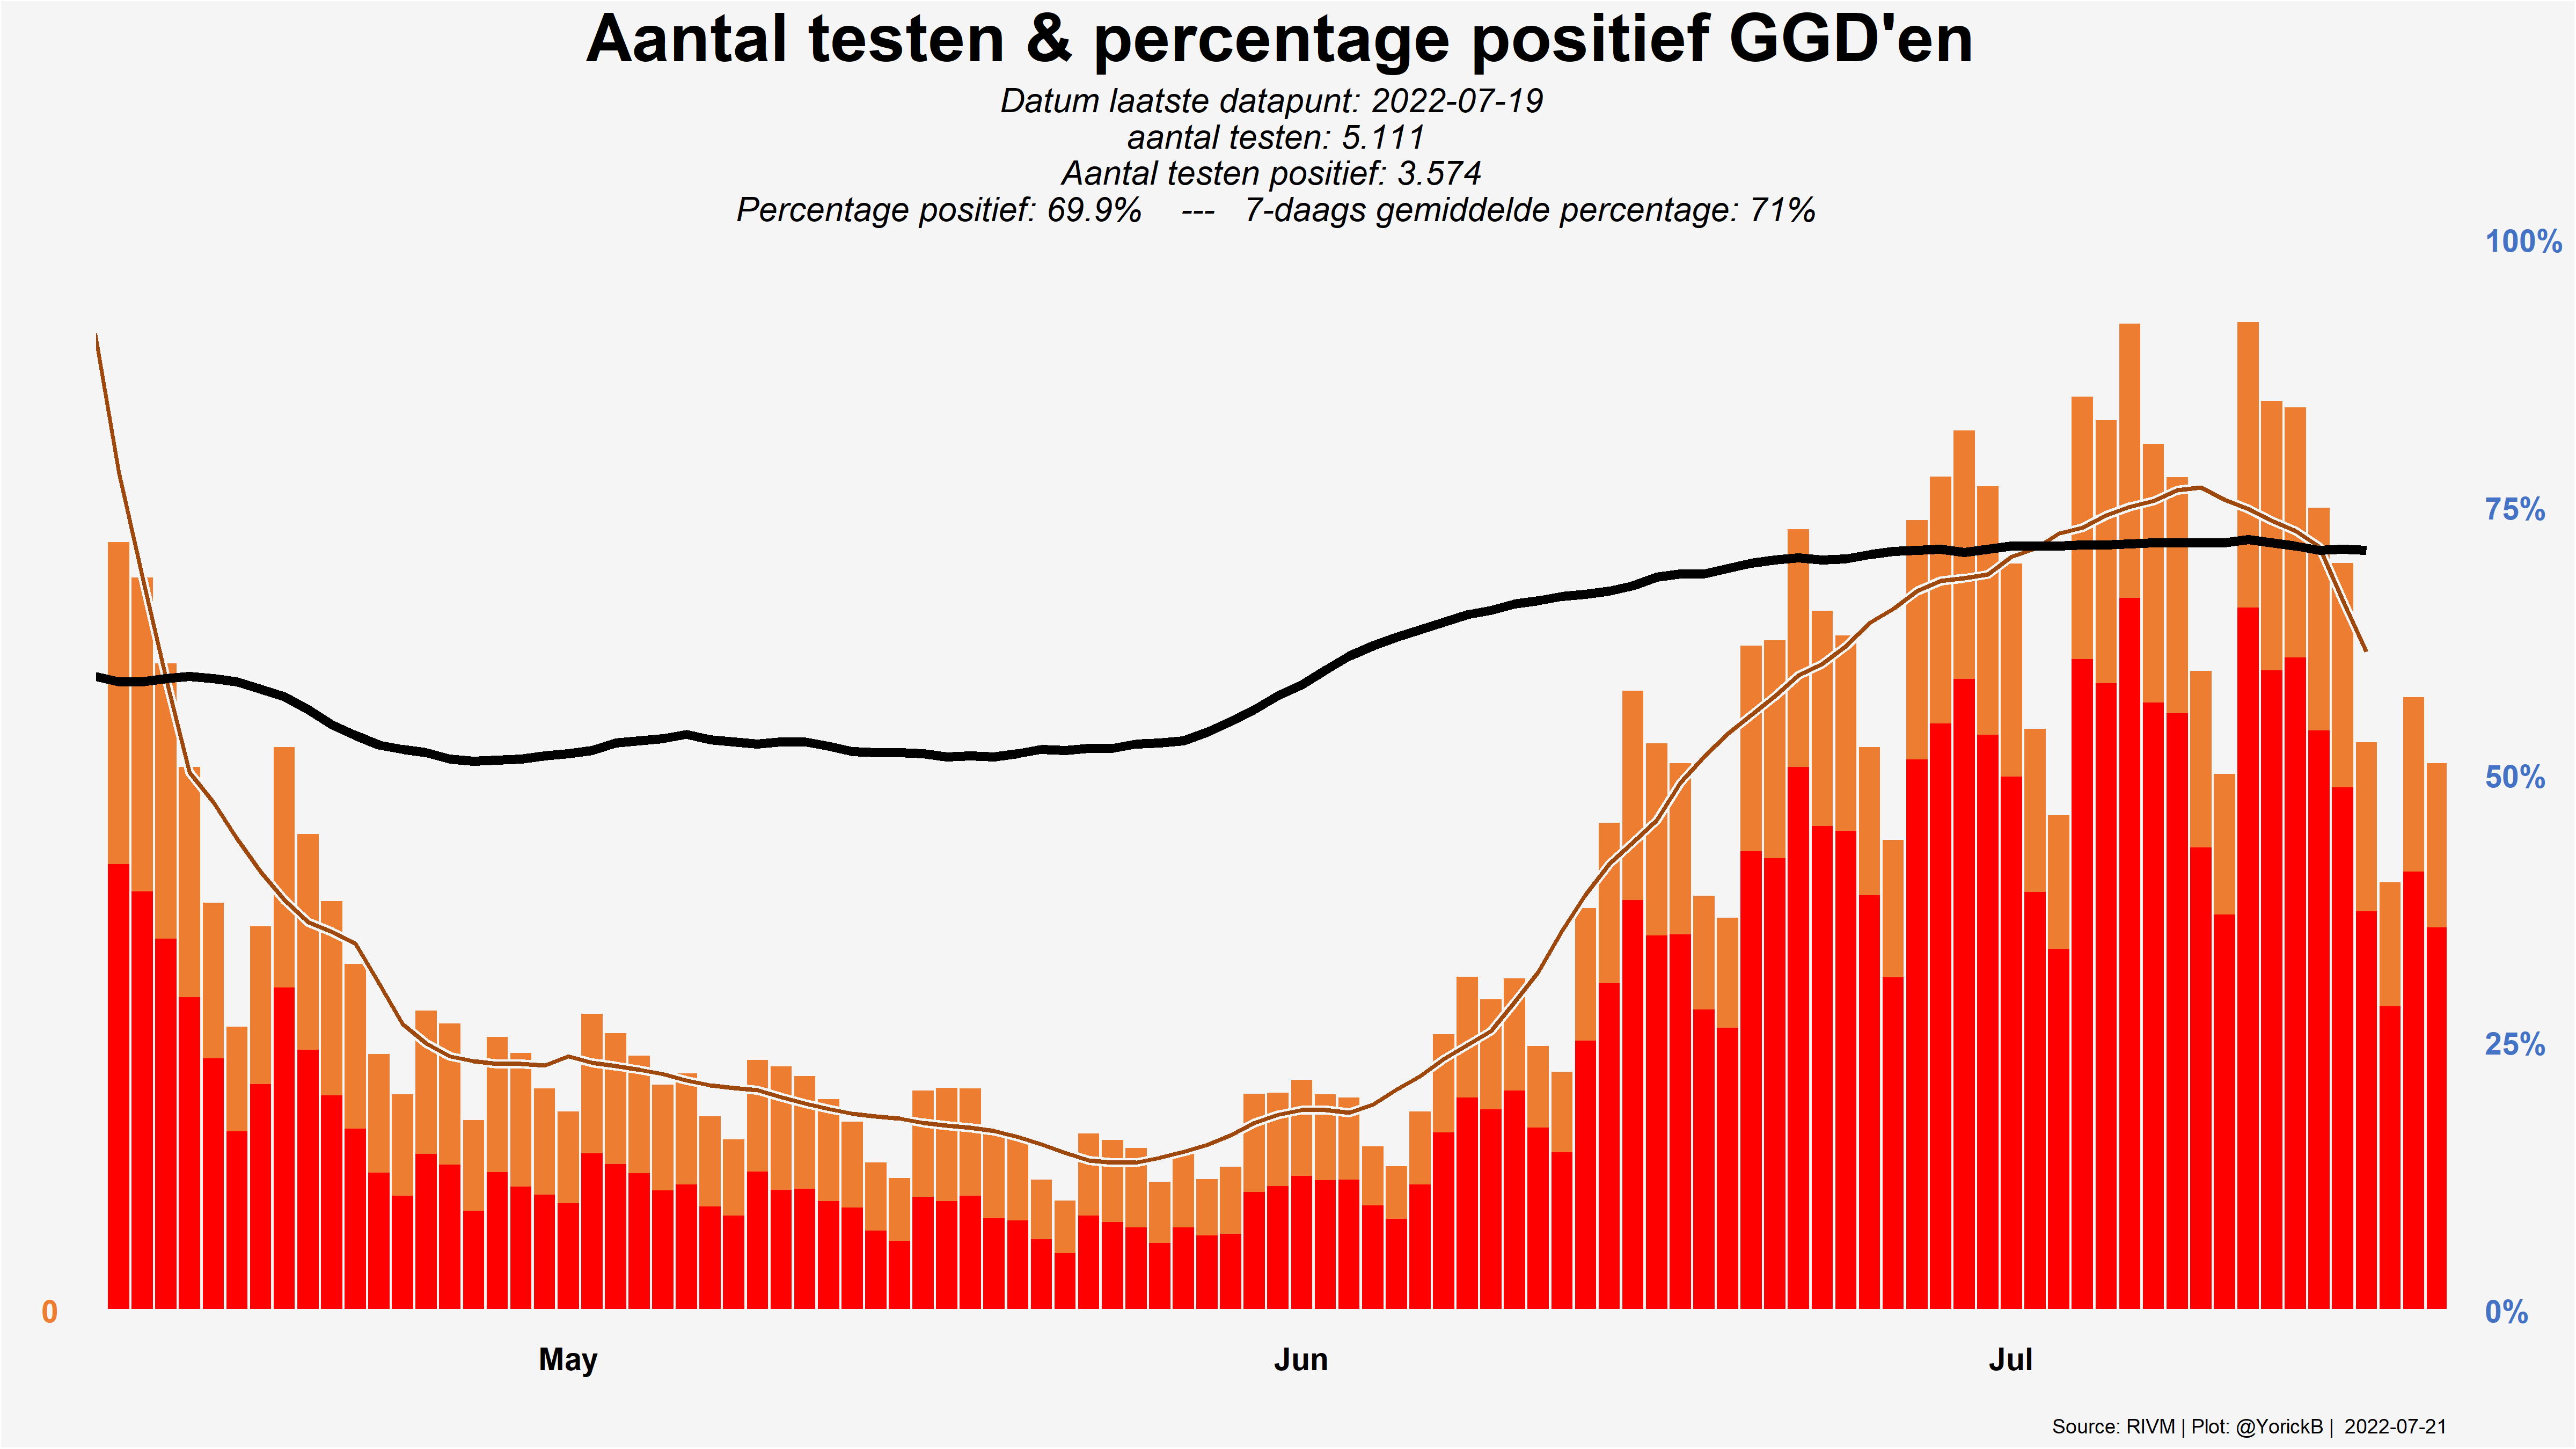 Aantal testen & percentage positief GGD'en
Datum laatste datapunt: 2022-07-19
aantal testen: 5.111
Aantal testen positief: 3.574
Percentage positief: 69.9% --- 7-daags gemiddelde percentage: 71%
100%
75%
50%
25%
0
0%
May Jun Jul
Source: RIVM | Plot: @YorickB | 2022-07-21